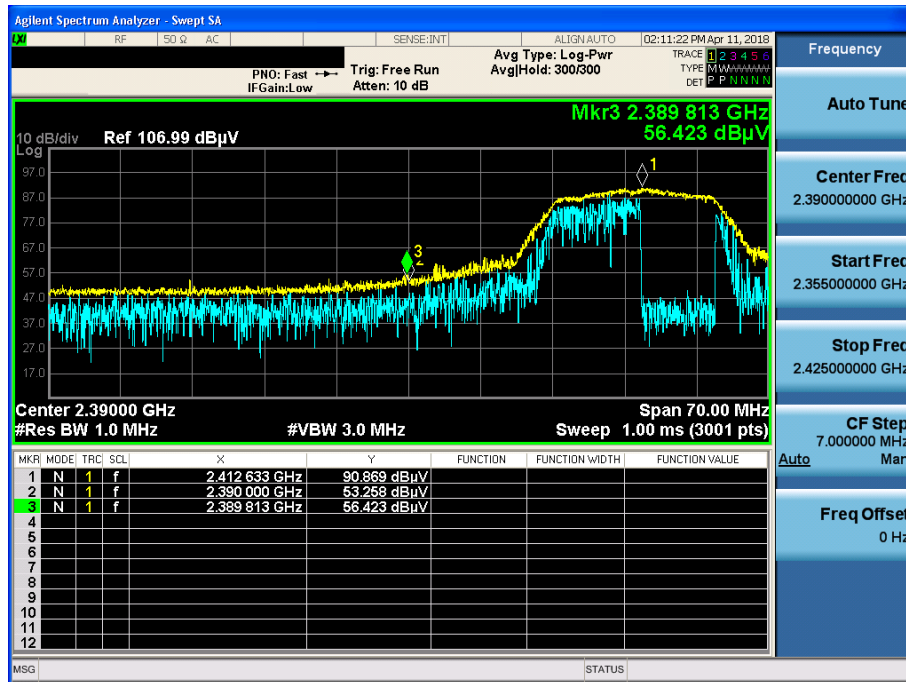 Agilent Spectrum Analyzer - Swept SA
LXI RF 50 Ω AC SENSE:INT ALIGN AUTO 02:11:22 PM Apr 11, 2018
Frequency
Avg Type: Log-Pwr TRACE 1 2 3 4 5 6
PNO: Fast Trig: Free Run Avg|Hold: 300/300 TYPE MWWWWW
IFGain:Low Atten: 10 dB DET P P N N N N
Auto Tune
Mkr3 2.389 813 GHz
10 dB/div Ref 106.99 dBµV 56.423 dBµV
Log
97.0
87.0
77.0
67.0
57.0
47.0
37.0
27.0
17.0
1
3
2
Center Freq
2.390000000 GHz
Start Freq
2.355000000 GHz
Stop Freq
2.425000000 GHz
Center 2.39000 GHz Span 70.00 MHz
#Res BW 1.0 MHz #VBW 3.0 MHz Sweep 1.00 ms (3001 pts)
CF Step
7.000000 MHz
Auto Man
MKR MODE TRC SCL X Y FUNCTION FUNCTION WIDTH FUNCTION VALUE
1 N 1 f 2.412 633 GHz 90.869 dBµV
2 N 1 f 2.390 000 GHz 53.258 dBµV
3 N 1 f 2.389 813 GHz 56.423 dBµV
4
5
6
7
8
9
10
11
12
Freq Offset
0 Hz
MSG STATUS